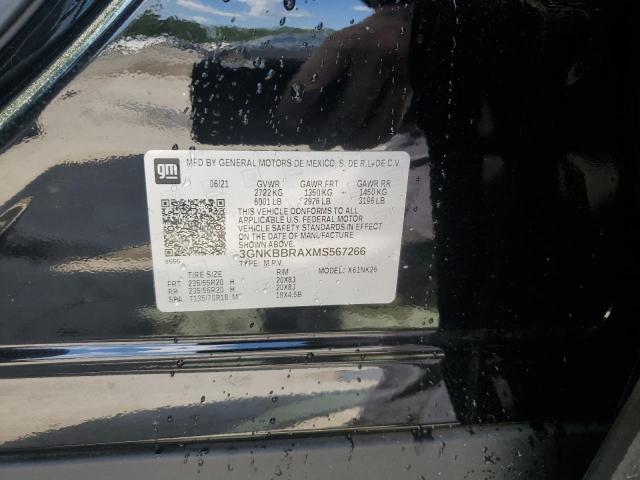 gm
MFD BY GENERAL MOTORS DE MEXICO, S. DE R.L. DE C.V.
06/21 GVWR GAWR FRT GAWR RR
2722 KG 1350 KG 1450 KG
6001 LB 2976 LB 3196 LB
THIS VEHICLE CONFORMS TO ALL
APPLICABLE U.S. FEDERAL MOTOR
VEHICLE SAFETY STANDARDS IN
EFFECT ON THE DATE OF MANUFACTURE
SHOWN ABOVE.
3GNKBBRAXMS567266
TYPE: M.P.V. MODEL: X61NK26
TIRE SIZE RIM
FRT 235/55R20 H 20X8J
RR 235/55R20 H 20X8J
SPA T135/70R18 M 18X4.5B